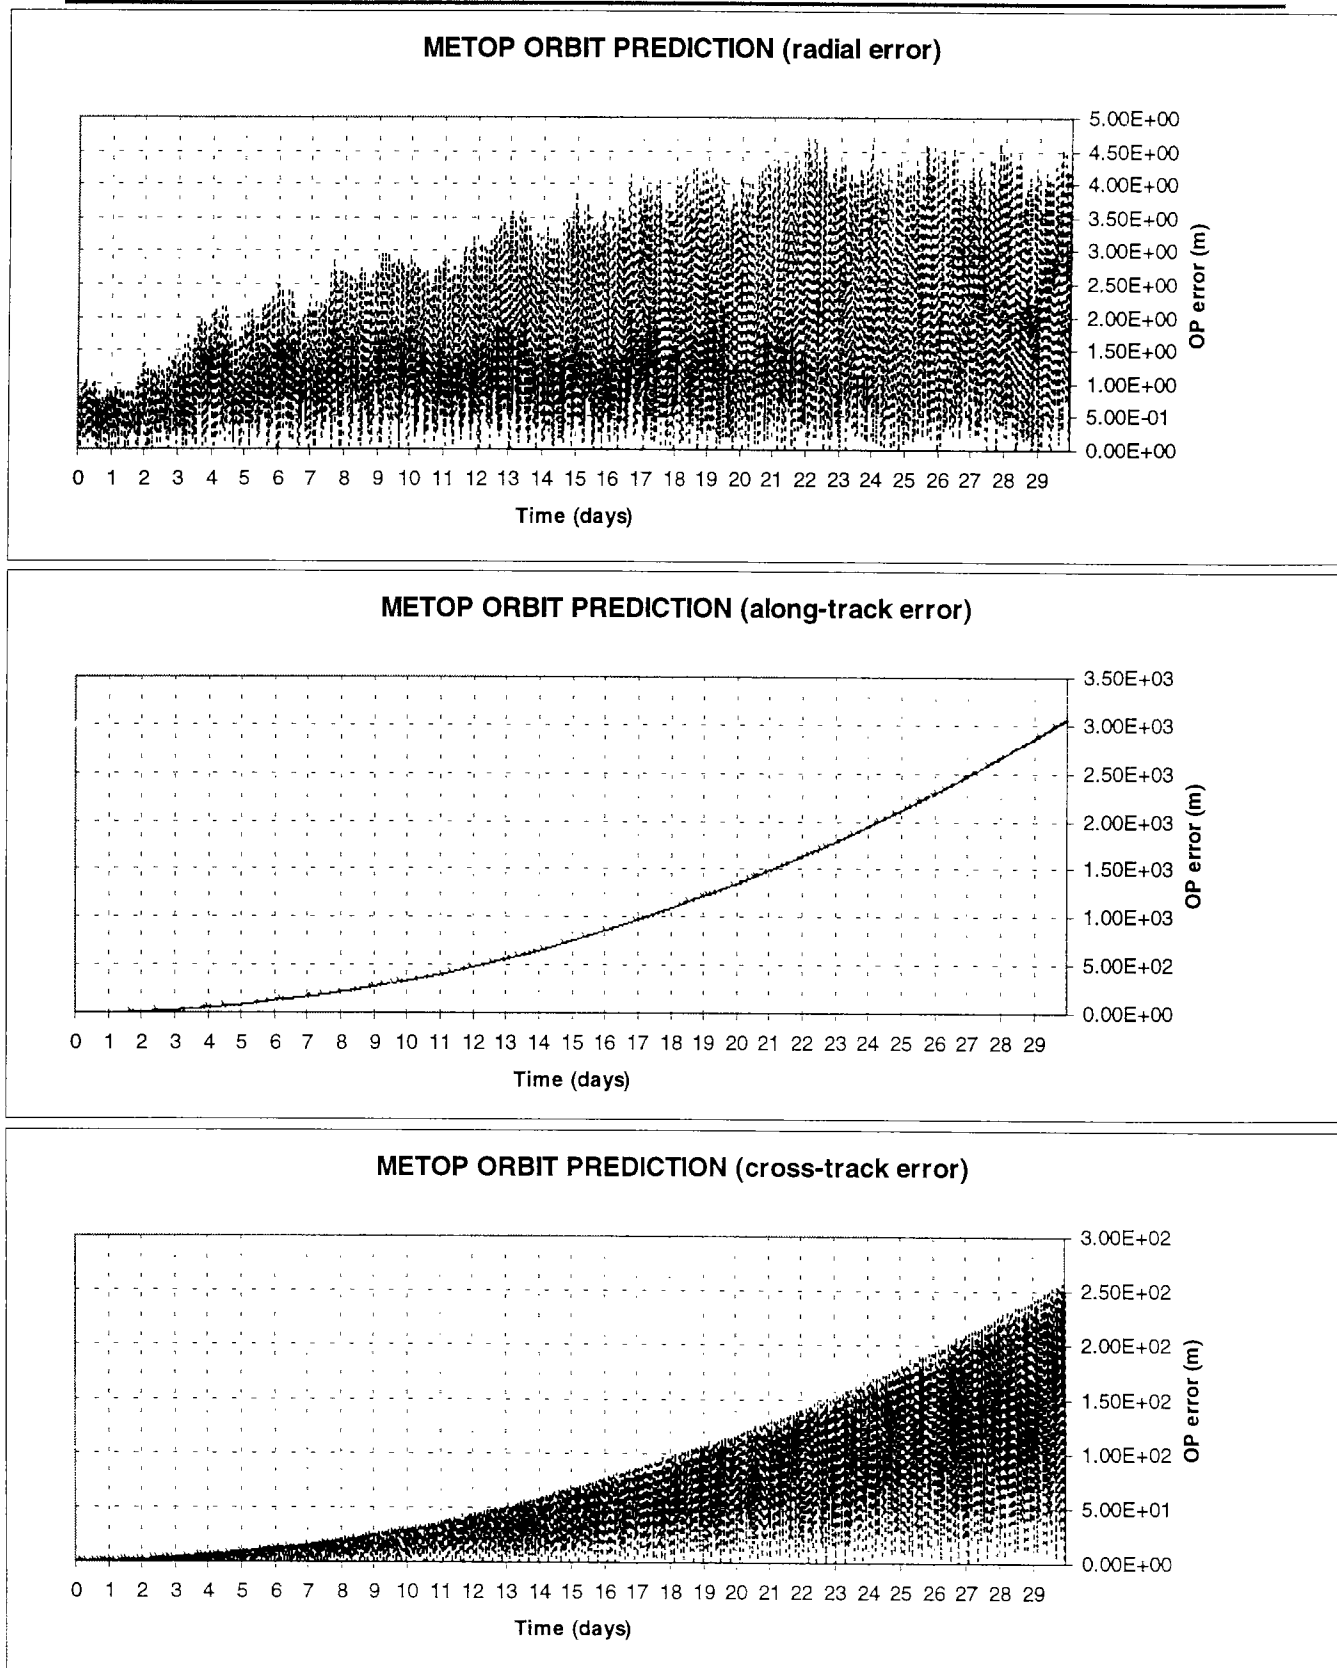 METOP ORBIT PREDICTION (radial error)
5.00E+00
4.50E+00
4.00E+00
3.50E+00
3.00E+00
2.50E+00
2.00E+00
1.50E+00
1.00E+00
5.00E-01
0.00E+00
OP error (m)
0 1 2 3 4 5 6 7 8 9 10 11 12 13 14 15 16 17 18 19 20 21 22 23 24 25 26 27 28 29
Time (days)
METOP ORBIT PREDICTION (along-track error)
3.50E+03
3.00E+03
2.50E+03
2.00E+03
1.50E+03
1.00E+03
5.00E+02
0.00E+00
OP error (m)
0 1 2 3 4 5 6 7 8 9 10 11 12 13 14 15 16 17 18 19 20 21 22 23 24 25 26 27 28 29
Time (days)
METOP ORBIT PREDICTION (cross-track error)
3.00E+02
2.50E+02
2.00E+02
1.50E+02
1.00E+02
5.00E+01
0.00E+00
OP error (m)
0 1 2 3 4 5 6 7 8 9 10 11 12 13 14 15 16 17 18 19 20 21 22 23 24 25 26 27 28 29
Time (days)